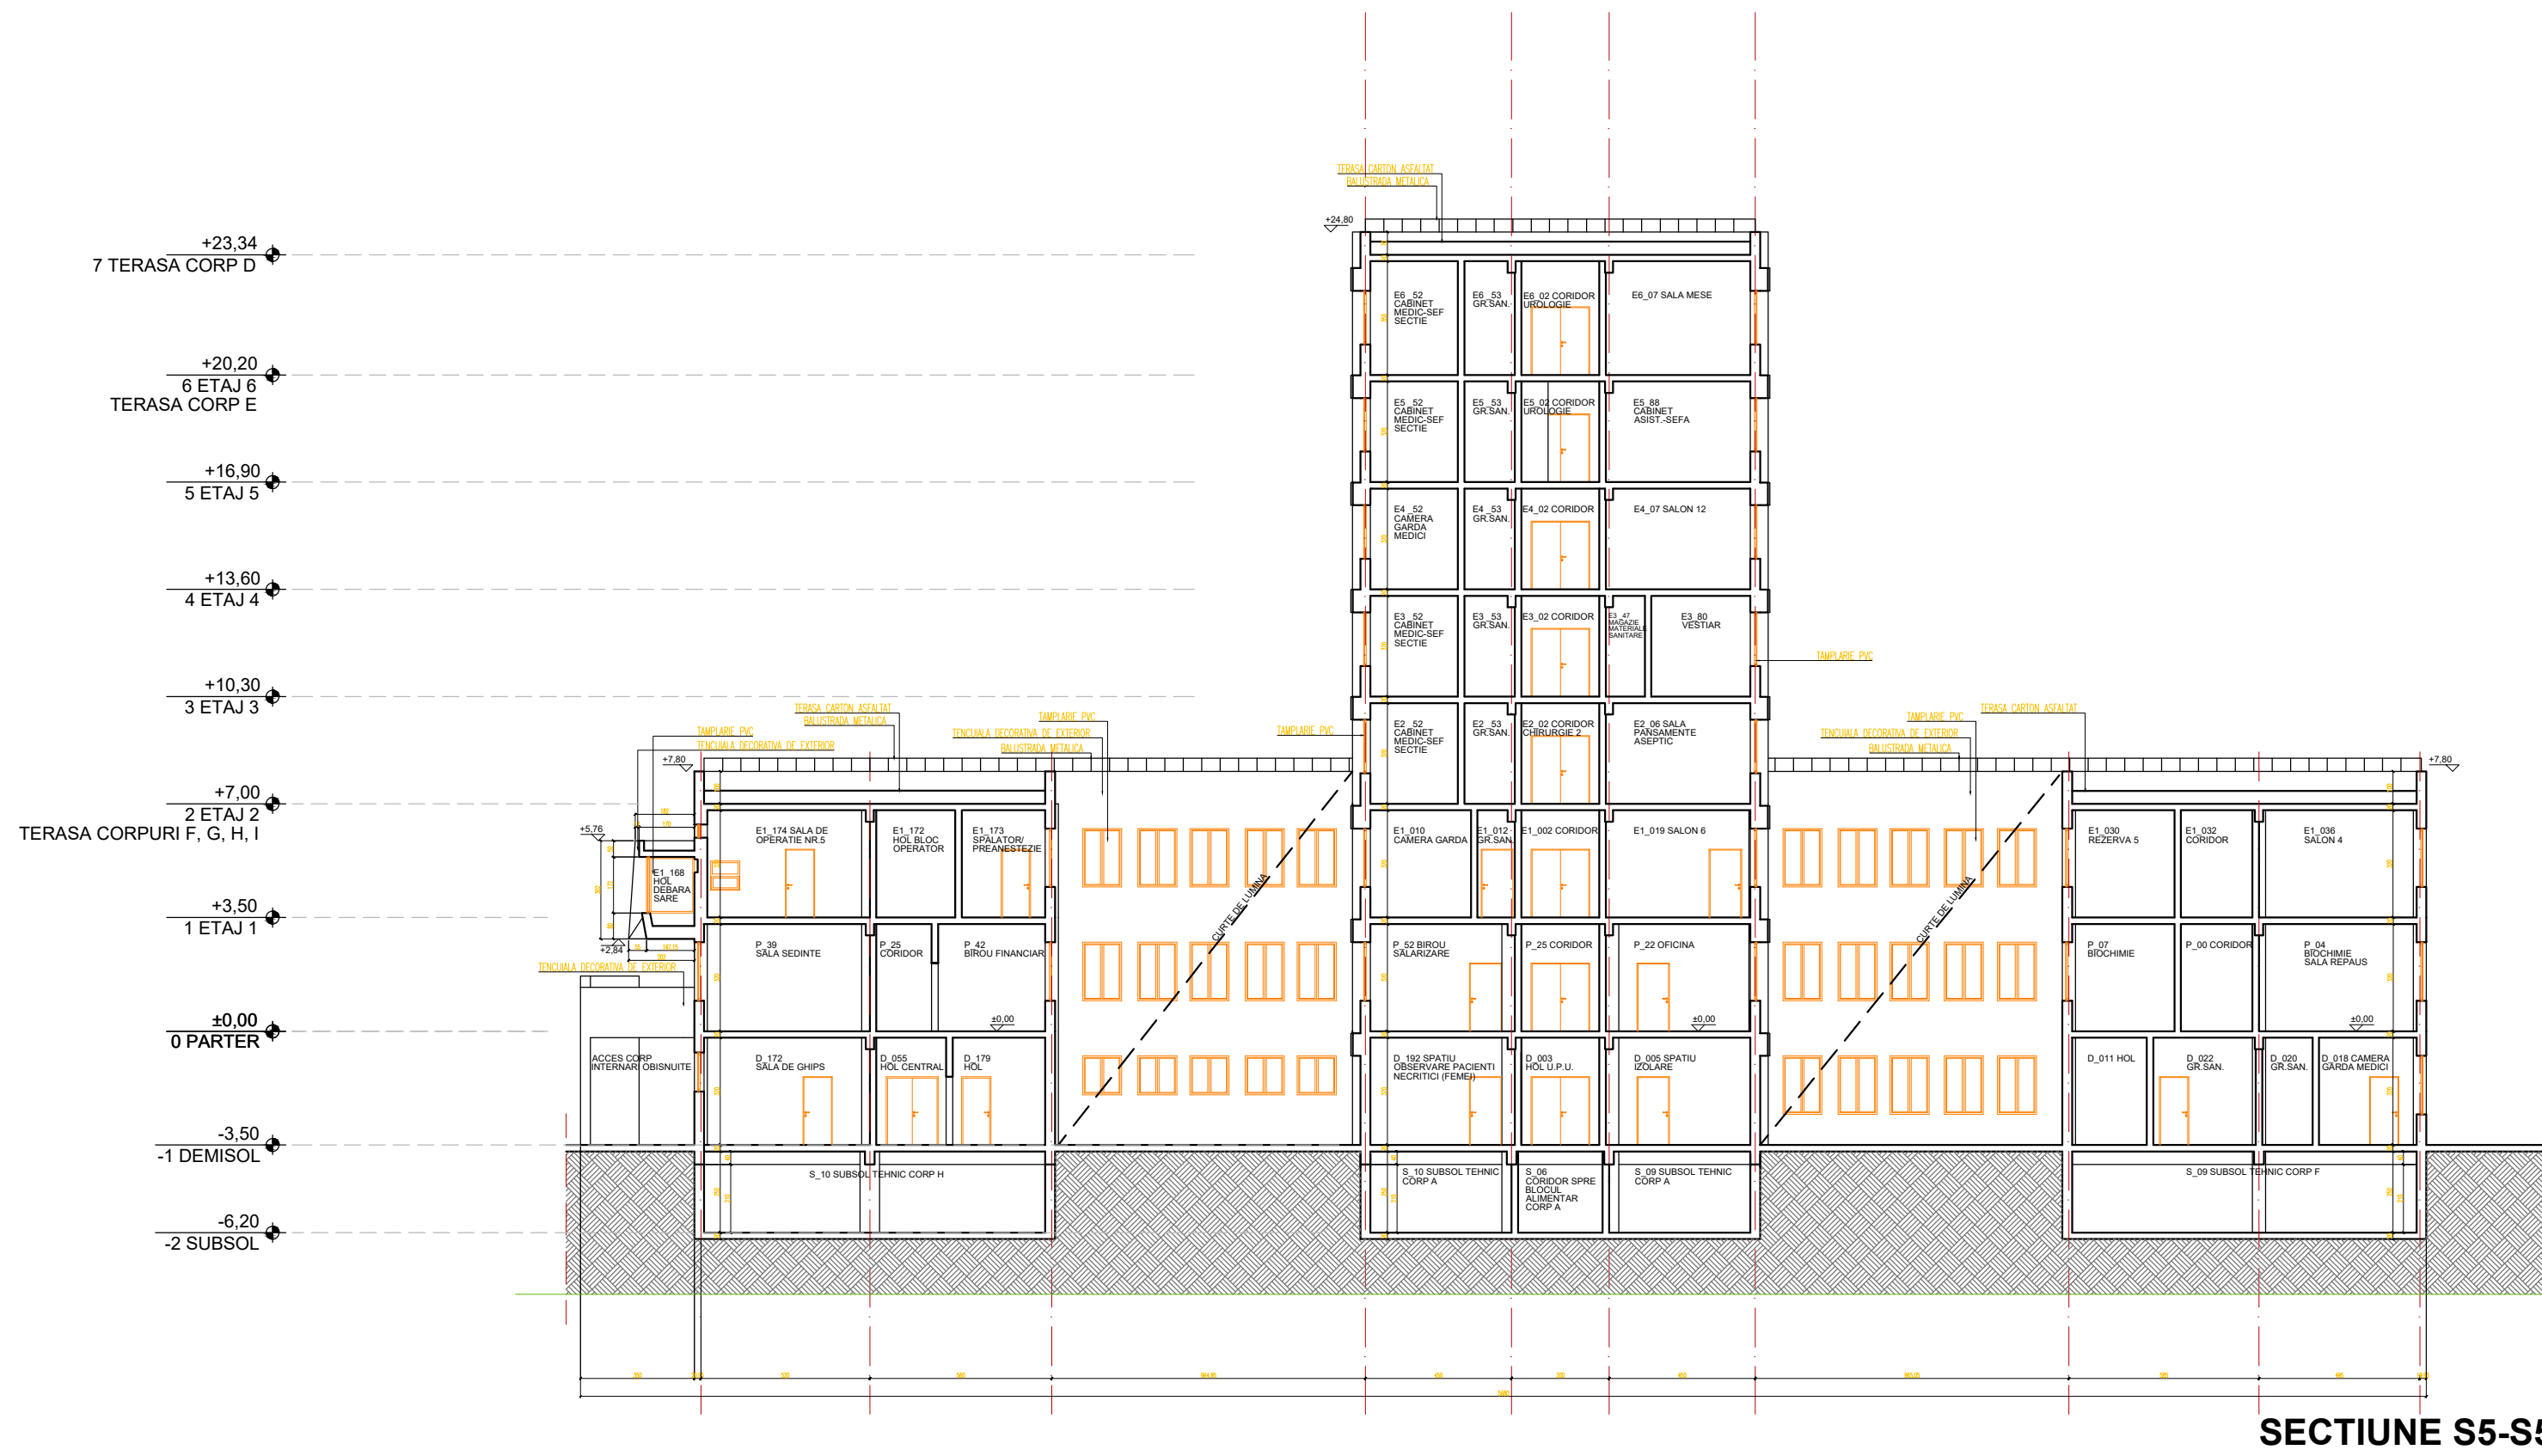 TERASA CARTON ASFALTAT
BALUSTRADA METALICA
+24,80
+23,34
7 TERASA CORP D
E6_52
CABINET
MEDIC-SEF
SECTIE
E6_53
GR.SAN.
E6_02 CORIDOR
UROLOGIE
E6_07 SALA MESE
+20,20
6 ETAJ 6
TERASA CORP E
E5_52
CABINET
MEDIC-SEF
SECTIE
E5_53
GR.SAN.
E5_02 CORIDOR
UROLOGIE
E5_88
CABINET
ASIST.-SEFA
+16,90
5 ETAJ 5
E4_52
CAMERA
GARDA
MEDICI
E4_53
GR.SAN.
E4_02 CORIDOR
E4_07 SALON 12
+13,60
4 ETAJ 4
E3_52
CABINET
MEDIC-SEF
SECTIE
E3_53
GR.SAN.
E3_02 CORIDOR
E3_47
MAGAZIE
MATERIALE
SANITARE
E3_80
VESTIAR
TAMPLARIE PVC
+10,30
3 ETAJ 3
TERASA CARTON ASFALTAT
BALUSTRADA METALICA
TAMPLARIE PVC
TENCUIALA DECORATIVA DE EXTERIOR
TAMPLARIE PVC
TENCUIALA DECORATIVA DE EXTERIOR
BALUSTRADA METALICA
TAMPLARIE PVC
E2_52
CABINET
MEDIC-SEF
SECTIE
E2_53
GR.SAN.
E2_02 CORIDOR
CHIRURGIE 2
E2_06 SALA
PANSAMENTE
ASEPTIC
TERASA CARTON ASFALTAT
TAMPLARIE PVC
TENCUIALA DECORATIVA DE EXTERIOR
BALUSTRADA METALICA
+7,80
+7,80
+7,00
2 ETAJ 2
TERASA CORPURI F, G, H, I
+5,76
E1_168
HOL
DEBARA
SARE
E1_174 SALA DE
OPERATIE NR.5
E1_172
HOL BLOC
OPERATOR
E1_173
SPALATOR/
PREANESTEZIE
CURTE DE LUMINA
E1_010
CAMERA GARDA
E1_012
GR.SAN.
E1_002 CORIDOR
E1_019 SALON 6
CURTE DE LUMINA
E1_030
REZERVA 5
E1_032
CORIDOR
E1_036
SALON 4
+3,50
1 ETAJ 1
+2,84
147,15
TENCUIALA DECORATIVA DE EXTERIOR
P_39
SALA SEDINTE
P_25
CORIDOR
P_42
BIROU FINANCIAR
P_52 BIROU
SALARIZARE
P_25 CORIDOR
P_22 OFICINA
P_07
BIOCHIMIE
P_00 CORIDOR
P_04
BIOCHIMIE
SALA REPAUS
±0,00
0 PARTER
±0,00
±0,00
±0,00
ACCES CORP
INTERNARI OBISNUITE
D_172
SALA DE GHIPS
D_055
HOL CENTRAL
D_179
HOL
D_192 SPATIU
OBSERVARE PACIENTI
NECRITICI (FEMEI)
D_003
HOL U.P.U.
D_005 SPATIU
IZOLARE
D_011 HOL
D_022
GR.SAN.
D_020
GR.SAN.
D_018 CAMERA
GARDA MEDICI
-3,50
-1 DEMISOL
S_10 SUBSOL TEHNIC CORP H
S_10 SUBSOL TEHNIC
CORP A
S_06
CORIDOR SPRE
BLOCUL
ALIMENTAR
CORP A
S_09 SUBSOL TEHNIC
CORP A
S_09 SUBSOL TEHNIC CORP F
-6,20
-2 SUBSOL
SECTIUNE S5-S5